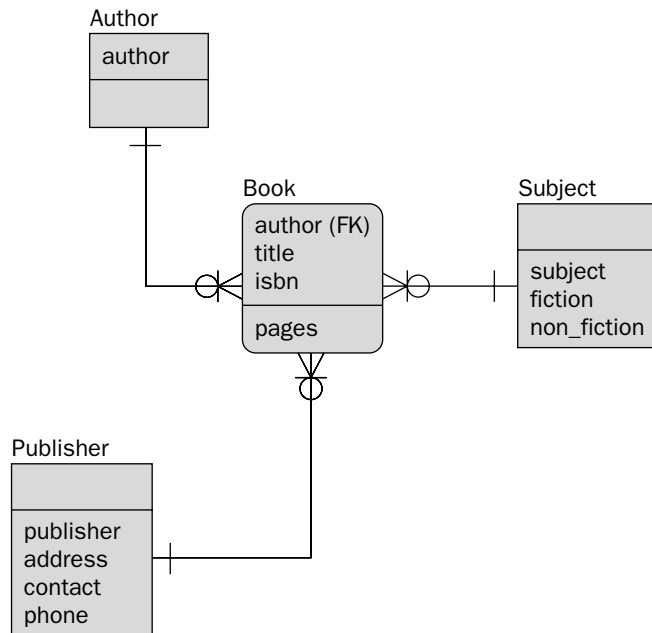 Author
author
Book
author (FK)
title
isbn
pages
Subject
subject
fiction
non_fiction
Publisher
publisher
address
contact
phone